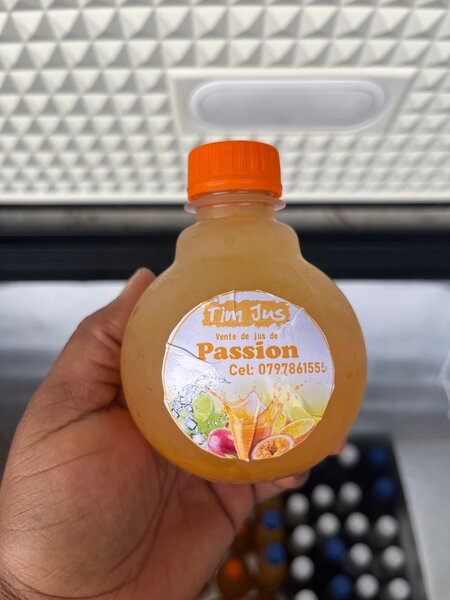 Tim Jus
Vente de jus de
Passion
Cel: 0797861555